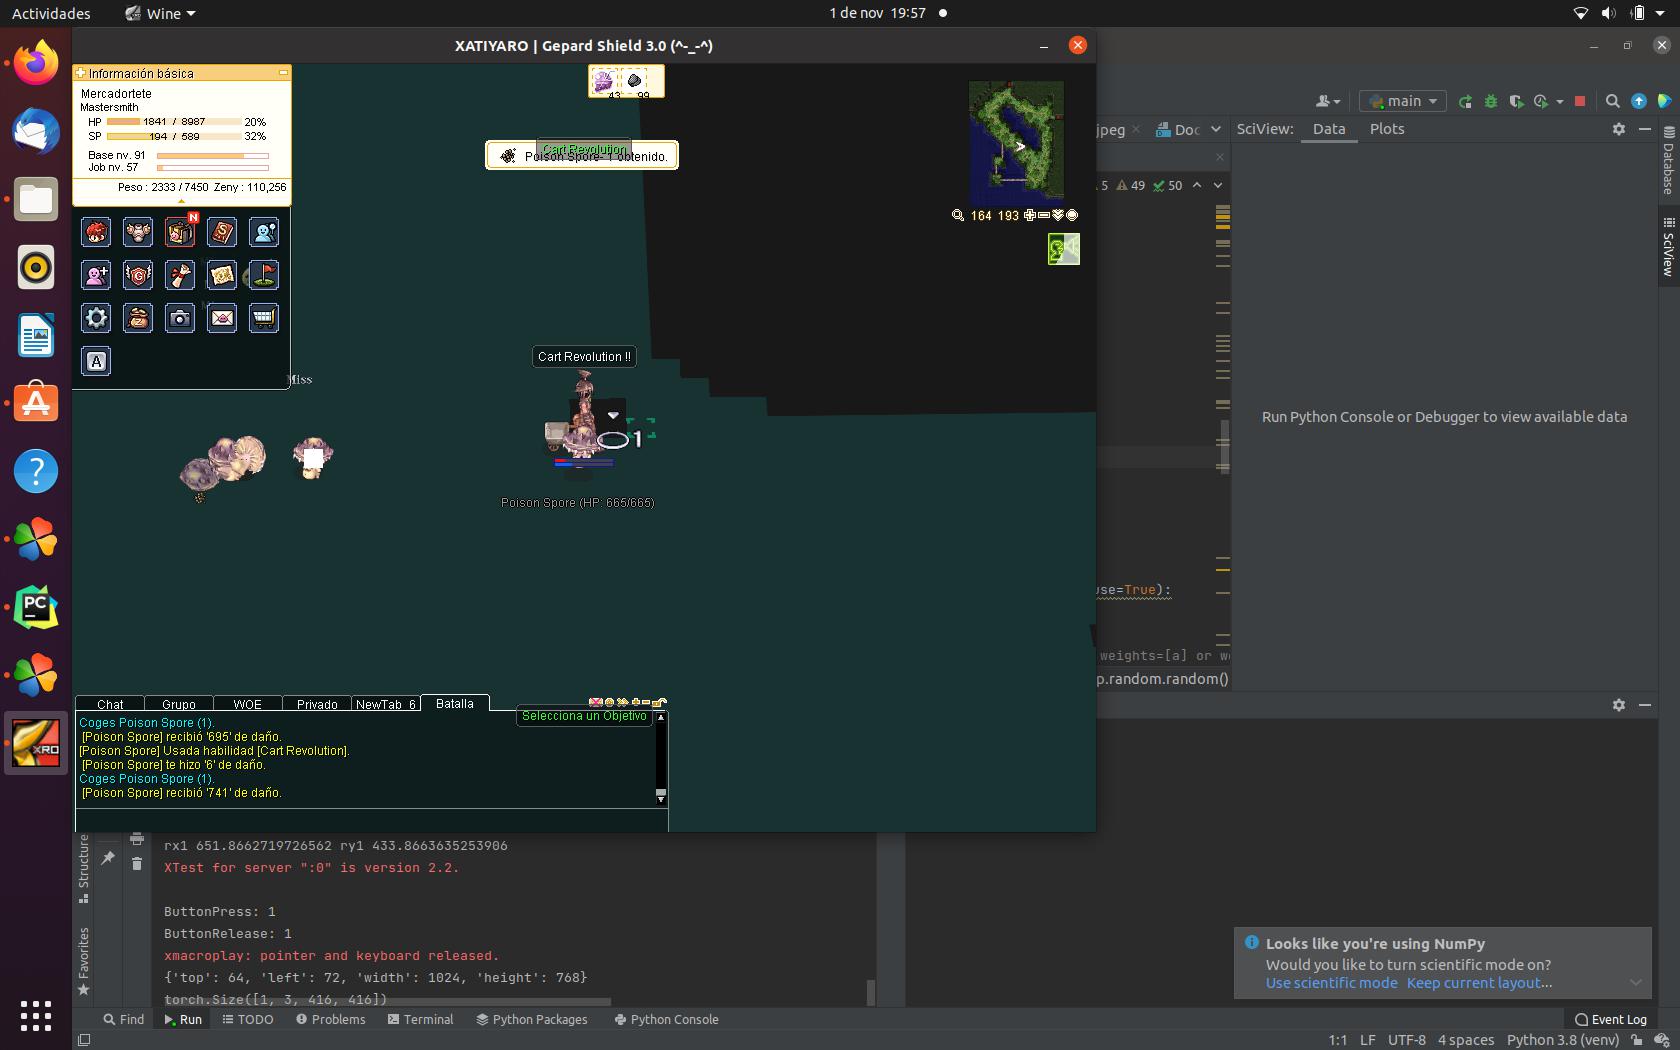 Actividades
Wine
1 de nov 19:57
XATIYARO | Gepard Shield 3.0 (^-_-^)
Información básica
Mercadortete
Mastersmith
HP 1841 / 8987 20%
SP 194 / 589 32%
Base nv. 91
Job nv. 57
Peso : 2333 / 7450 Zeny : 110,256
N
A
43 99
Cart Revolution
Poison Spore- 1 obtenido.
164 193
Miss
Cart Revolution !!
1
Poison Spore (HP: 665/665)
Chat
Grupo
WOE
Privado
NewTab 6
Batalla
Selecciona un Objetivo
Coges Poison Spore (1).
[Poison Spore] recibió '695' de daño.
[Poison Spore] Usada habilidad [Cart Revolution].
[Poison Spore] te hizo '6' de daño.
Coges Poison Spore (1).
[Poison Spore] recibió '741' de daño.
main
jpeg
Doc
SciView:
Data
Plots
5 49 50
Run Python Console or Debugger to view available data
Database
SciView
use=True):
weights=[a] or we
p.random.random()
PC
XRO
Structure
Favorites
rx1 651.8662719726562 ry1 433.8663635253906
XTest for server ":0" is version 2.2.
ButtonPress: 1
ButtonRelease: 1
xmacroplay: pointer and keyboard released.
{'top': 64, 'left': 72, 'width': 1024, 'height': 768}
torch.Size([1, 3, 416, 416])
Looks like you're using NumPy
Would you like to turn scientific mode on?
Use scientific mode Keep current layout...
Find
Run
TODO
Problems
Terminal
Python Packages
Python Console
Event Log
1:1 LF UTF-8 4 spaces Python 3.8 (venv)